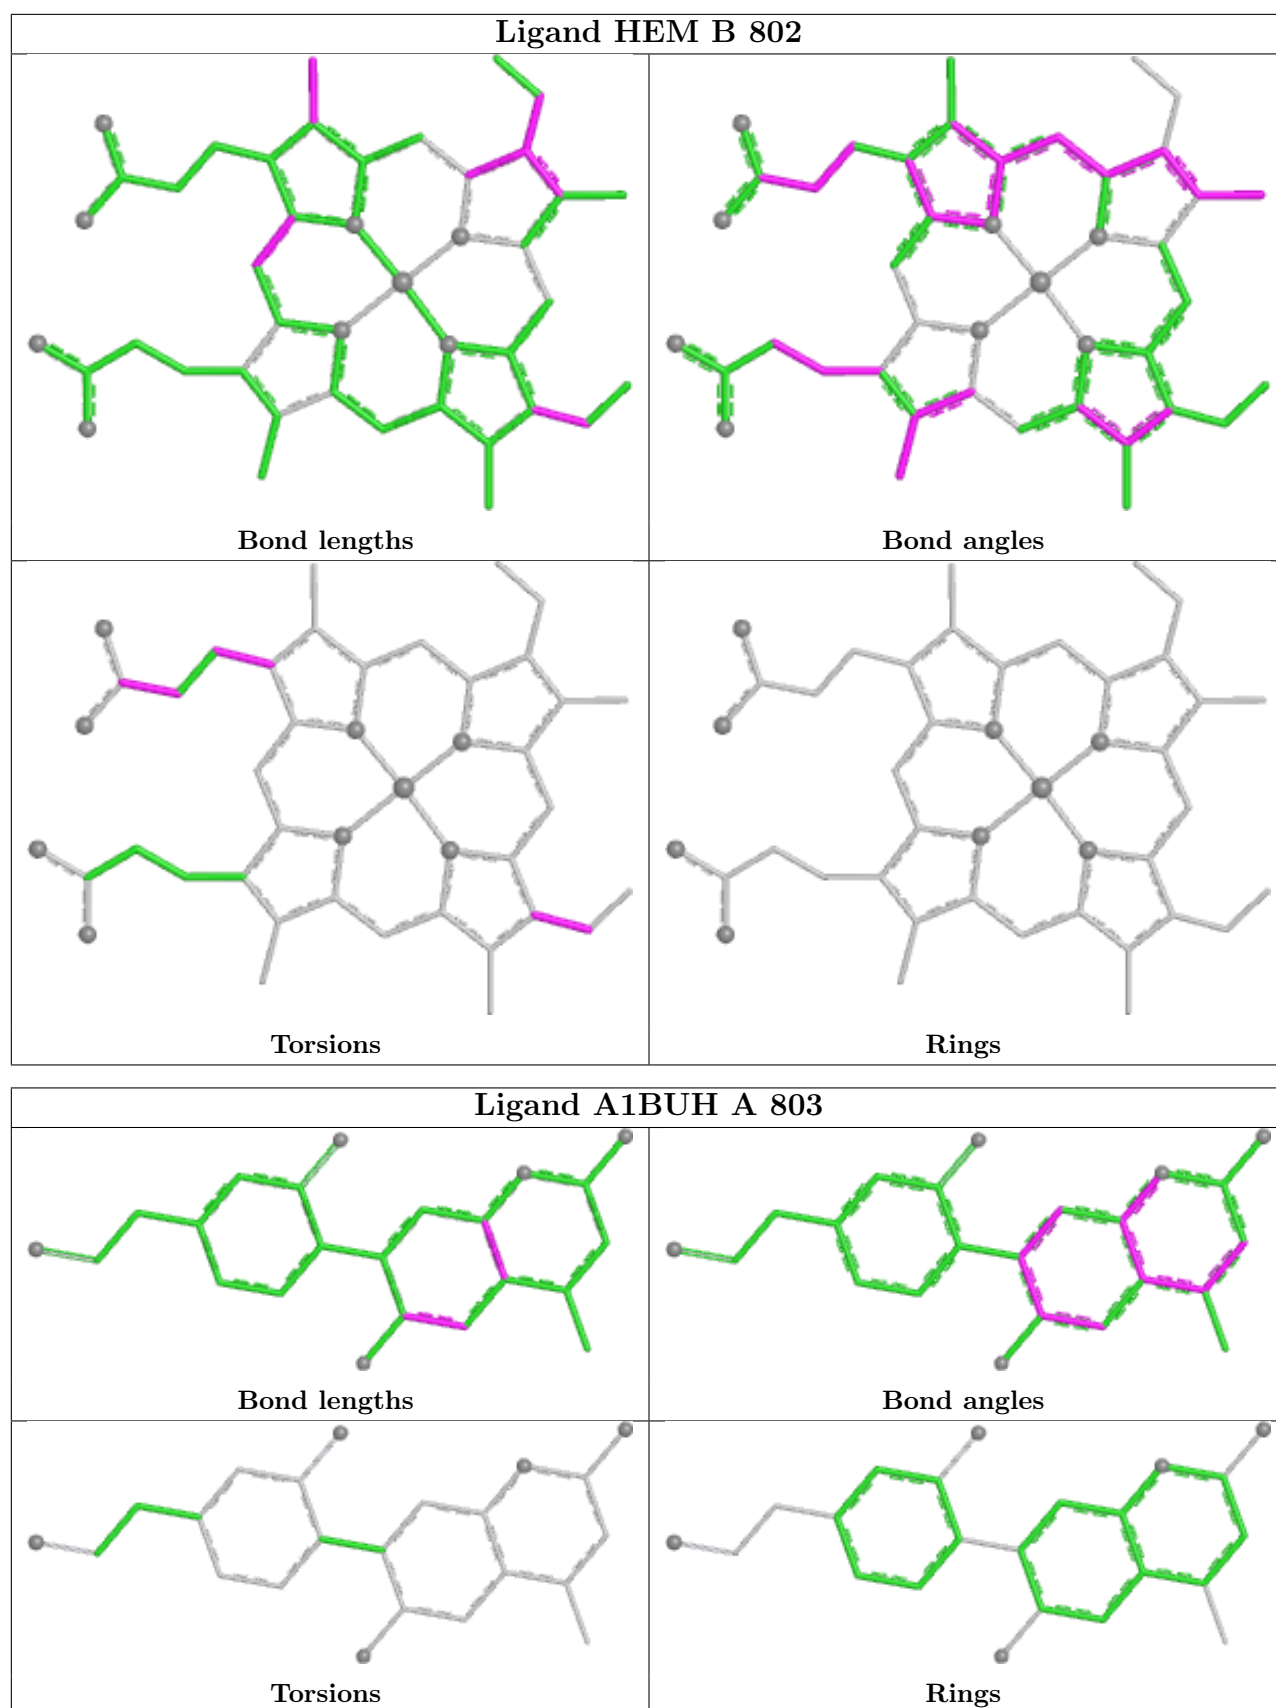 Ligand HEM B 802
Bond lengths
Bond angles
Torsions
Rings
Ligand A1BUH A 803
Bond lengths
Bond angles
Torsions
Rings